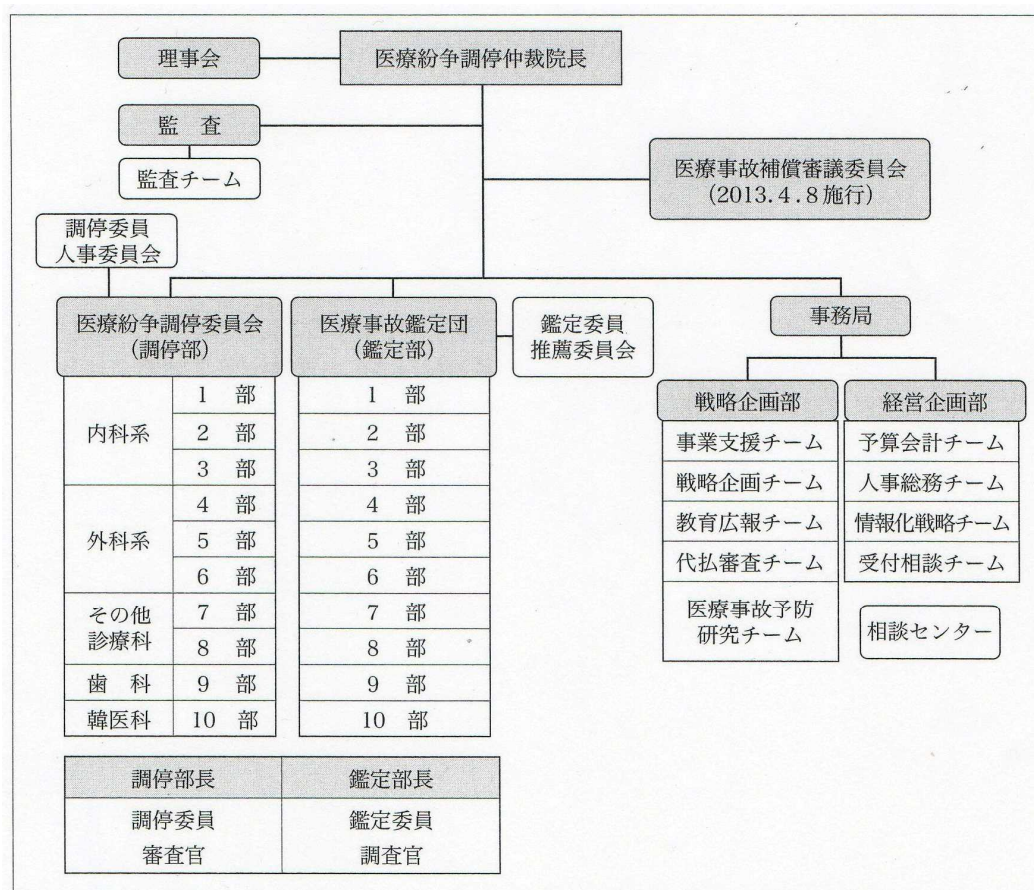 理事会
医療紛争調停仲裁院長
監 査
監査チーム
医療事故補償審議委員会
(2013.4.8施行)
調停委員
人事委員会
医療紛争調停委員会
(調停部)
医療事故鑑定団
(鑑定部)
鑑定委員
推薦委員会
事務局
内科系
1 部
2 部
3 部
外科系
4 部
5 部
6 部
その他
診療科
7 部
8 部
歯 科
9 部
韓医科
10 部
1 部
2 部
3 部
4 部
5 部
6 部
7 部
8 部
9 部
10 部
戦略企画部
事業支援チーム
戦略企画チーム
教育広報チーム
代払審査チーム
医療事故予防
研究チーム
経営企画部
予算会計チーム
人事総務チーム
情報化戦略チーム
受付相談チーム
相談センター
調停部長
調停委員
審査官
鑑定部長
鑑定委員
調査官